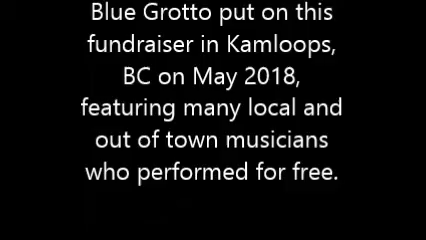 Blue Grotto put on this
fundraiser in Kamloops,
BC on May 2018,
featuring many local and
out of town musicians
who performed for free.